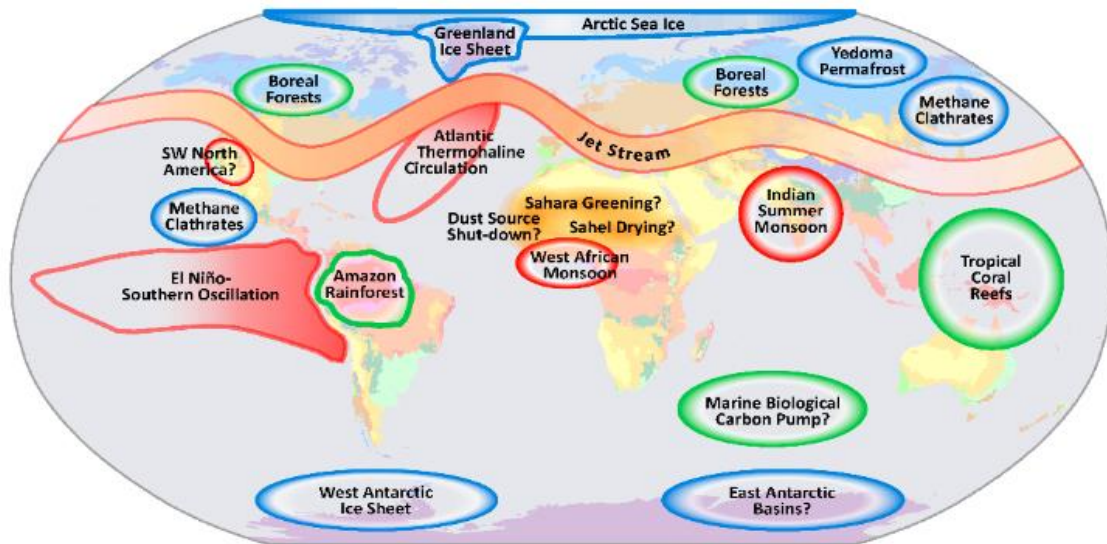 Arctic Sea Ice
Greenland
Ice Sheet
Yedoma
Permafrost
Boreal
Forests
Boreal
Forests
Methane
Clathrates
Jet Stream
Atlantic
Thermohaline
Circulation
SW North
America?
Methane
Clathrates
Sahara Greening?
Dust Source
Shut-down?
Sahel Drying?
Indian
Summer
Monsoon
West African
Monsoon
El Niño-
Southern Oscillation
Amazon
Rainforest
Tropical
Coral
Reefs
Marine Biological
Carbon Pump?
West Antarctic
Ice Sheet
East Antarctic
Basins?